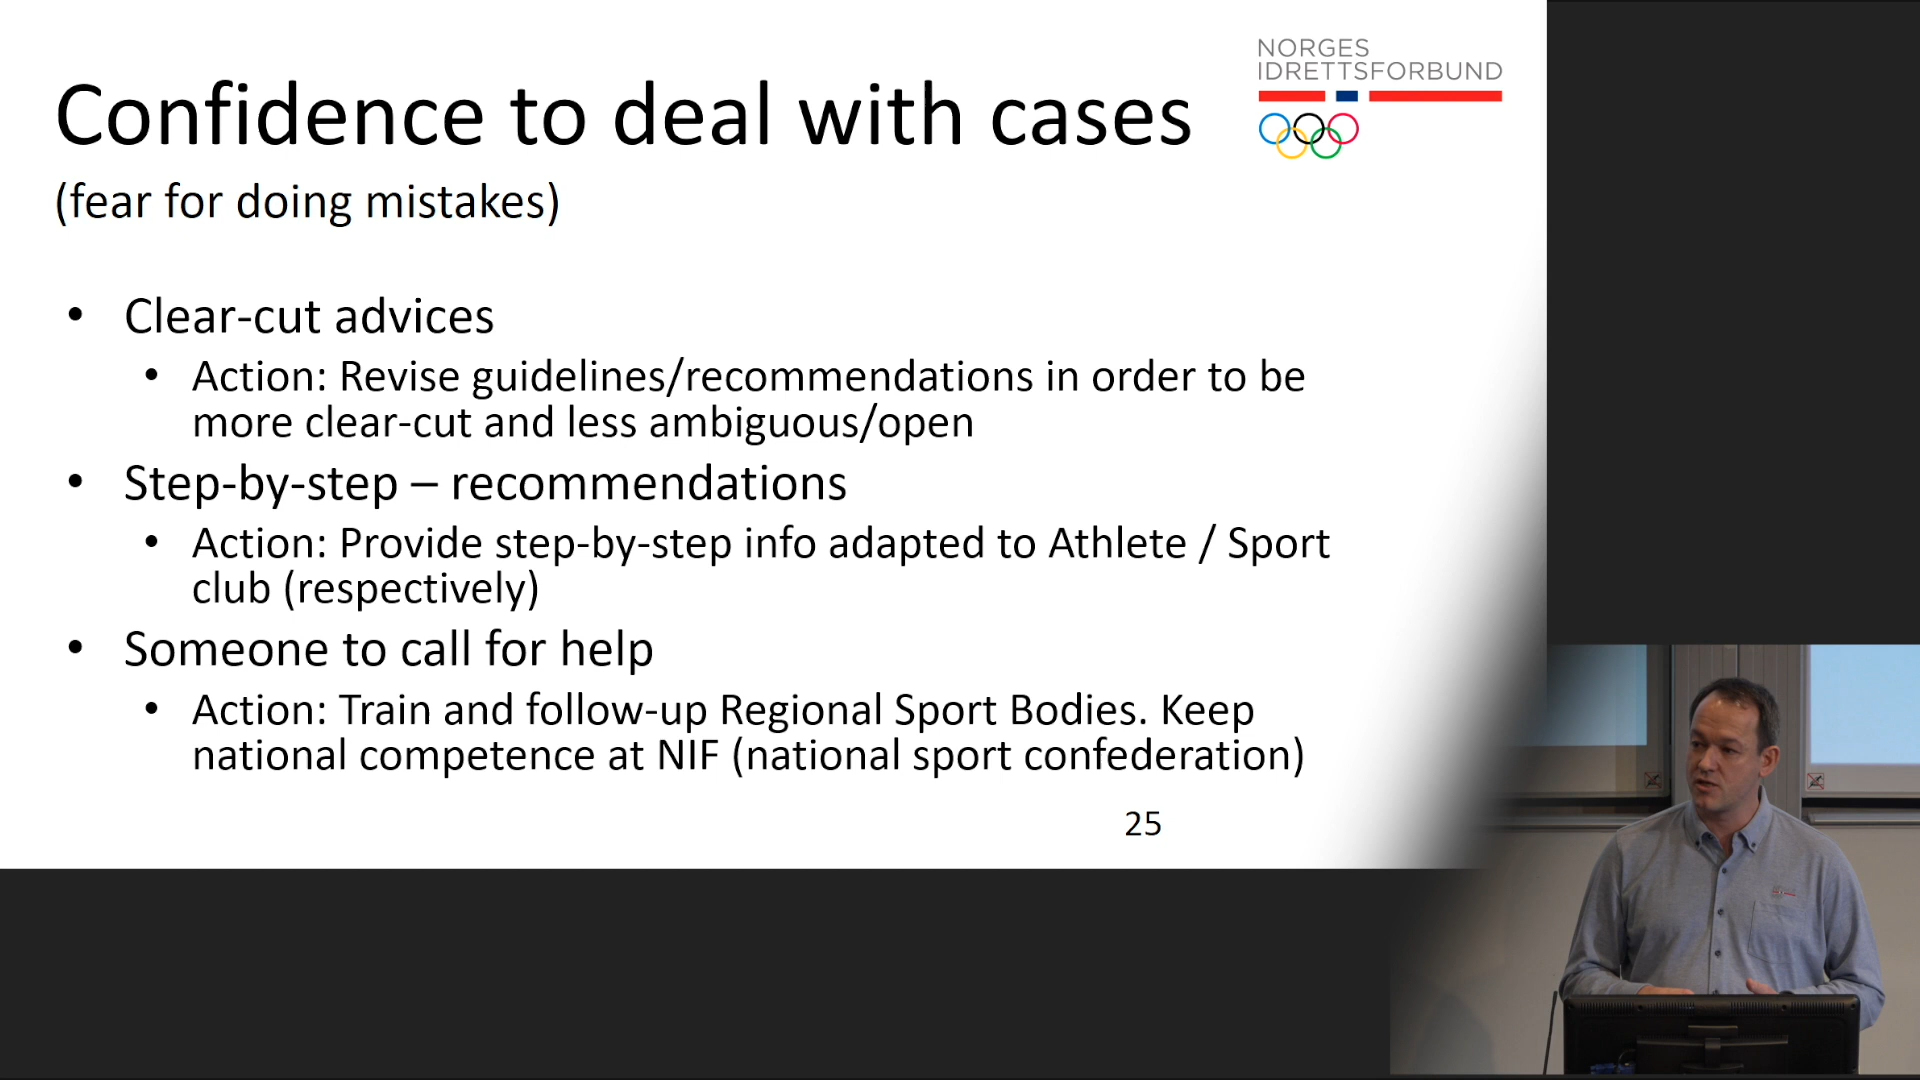 NORGES
IDRETTSFORBUND
Confidence to deal with cases
(fear for doing mistakes)
• Clear-cut advices
• Action: Revise guidelines/recommendations in order to be
more clear-cut and less ambiguous/open
• Step-by-step – recommendations
• Action: Provide step-by-step info adapted to Athlete / Sport
club (respectively)
• Someone to call for help
• Action: Train and follow-up Regional Sport Bodies. Keep
national competence at NIF (national sport confederation)
25